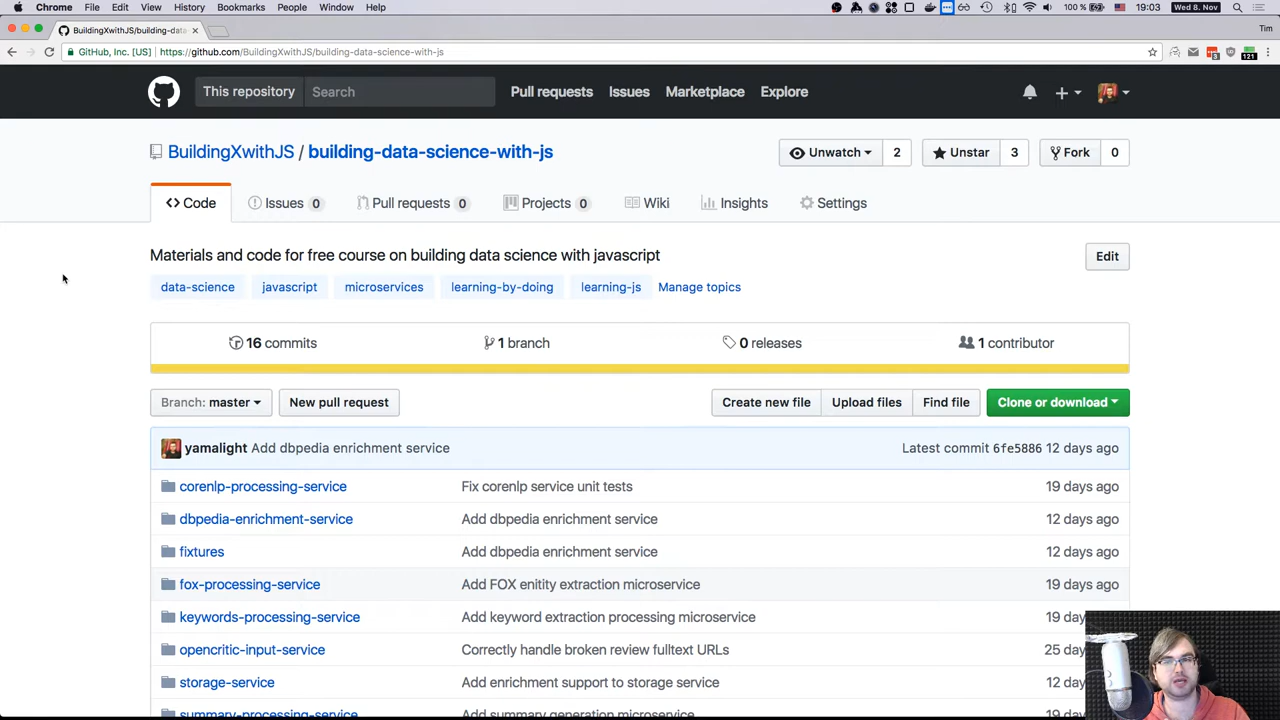 Chrome File Edit View History Bookmarks People Window Help 100 % 19:03 Wed 8. Nov
BuildingXwithJS/building-data- Tim
GitHub, Inc. [US] https://github.com/BuildingXwithJS/building-data-science-with-js 3 121
This repository Search Pull requests Issues Marketplace Explore
BuildingXwithJS / building-data-science-with-js Unwatch 2 Unstar 3 Fork 0
Code Issues 0 Pull requests 0 Projects 0 Wiki Insights Settings
Materials and code for free course on building data science with javascript Edit
data-science javascript microservices learning-by-doing learning-js Manage topics
16 commits 1 branch 0 releases 1 contributor
Branch: master New pull request Create new file Upload files Find file Clone or download
yamalight Add dbpedia enrichment service Latest commit 6fe5886 12 days ago
corenlp-processing-service Fix corenlp service unit tests 19 days ago
dbpedia-enrichment-service Add dbpedia enrichment service 12 days ago
fixtures Add dbpedia enrichment service 12 days ago
fox-processing-service Add FOX enitity extraction microservice 19 days ago
keywords-processing-service Add keyword extraction processing microservice 19 da
opencritic-input-service Correctly handle broken review fulltext URLs 25 da
storage-service Add enrichment support to storage service 12 da
summary-processing-service Add summary generation microservice 19 da